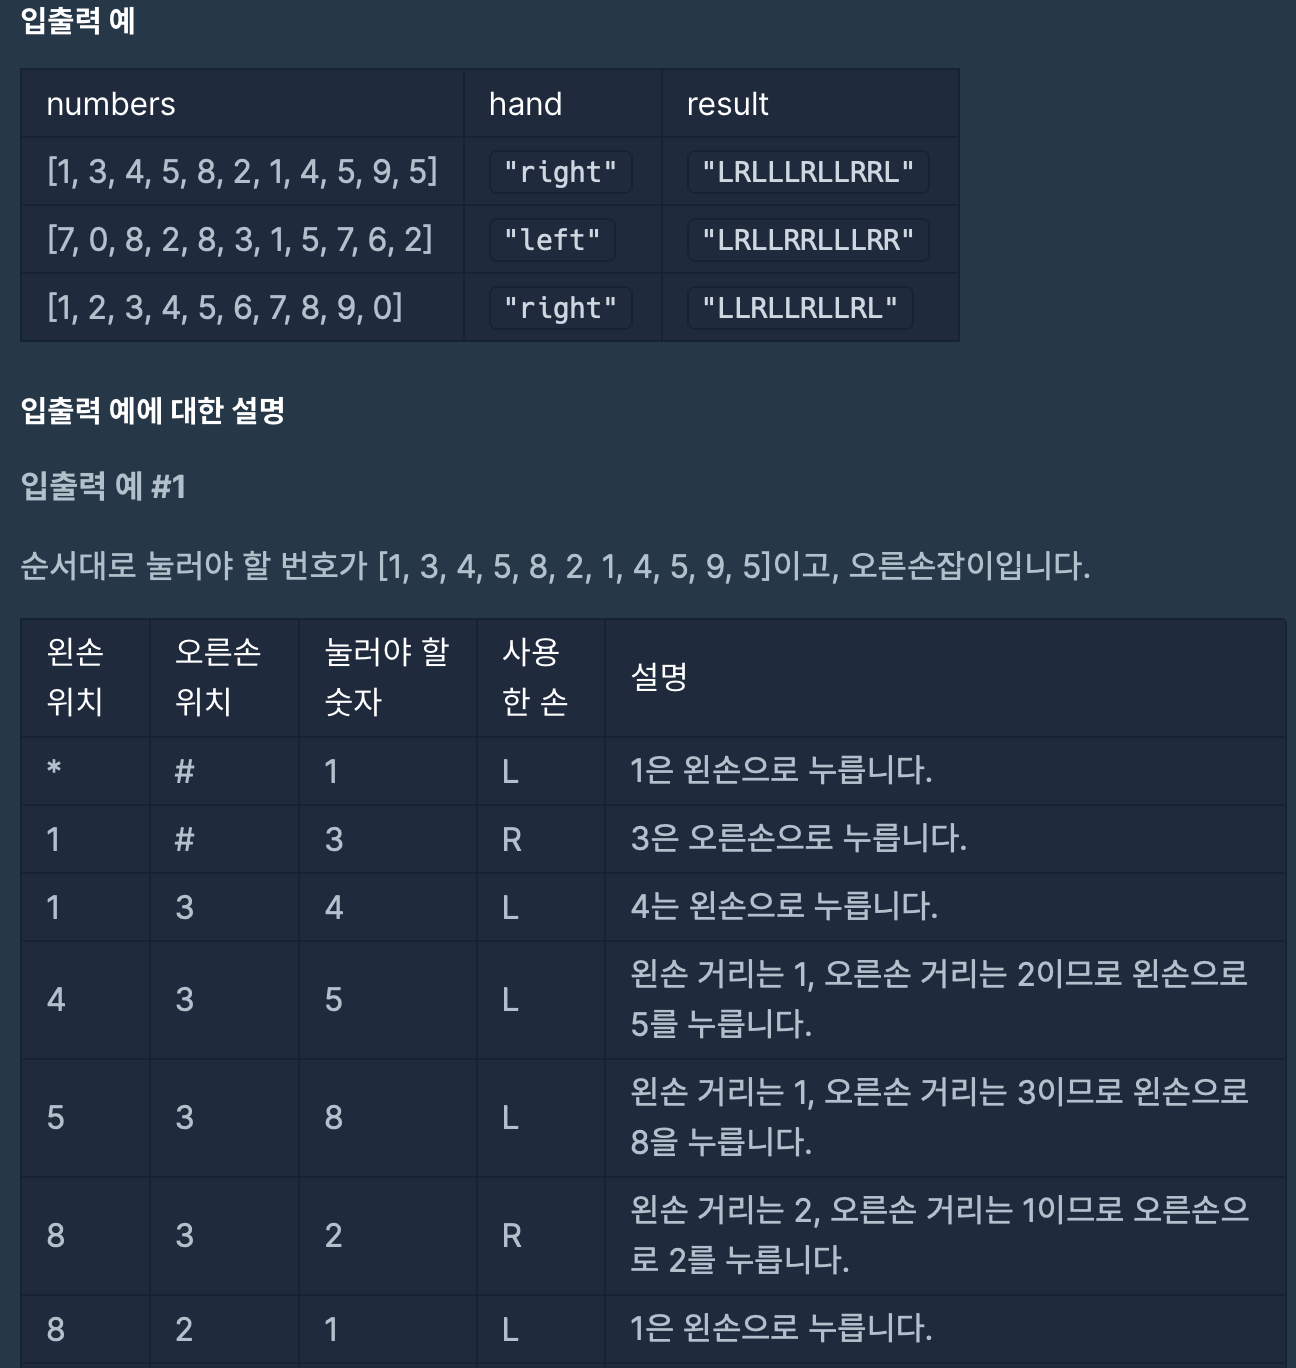 입출력 예
numbers hand result
[1, 3, 4, 5, 8, 2, 1, 4, 5, 9, 5] "right" "LRLLLRLLRRL"
[7, 0, 8, 2, 8, 3, 1, 5, 7, 6, 2] "left" "LRLLRRLLLRR"
[1, 2, 3, 4, 5, 6, 7, 8, 9, 0] "right" "LLRLLRLLRL"
입출력 예에 대한 설명
입출력 예 #1
순서대로 눌러야 할 번호가 [1, 3, 4, 5, 8, 2, 1, 4, 5, 9, 5]이고, 오른손잡이입니다.
왼손 오른손 눌러야 할 사용 설명
위치 위치 숫자 한 손
* # 1 L 1은 왼손으로 누릅니다.
1 # 3 R 3은 오른손으로 누릅니다.
1 3 4 L 4는 왼손으로 누릅니다.
4 3 5 L 왼손 거리는 1, 오른손 거리는 2이므로 왼손으로
5를 누릅니다.
5 3 8 L 왼손 거리는 1, 오른손 거리는 3이므로 왼손으로
8을 누릅니다.
8 3 2 R 왼손 거리는 2, 오른손 거리는 1이므로 오른손으
로 2를 누릅니다.
8 2 1 L 1은 왼손으로 누릅니다.